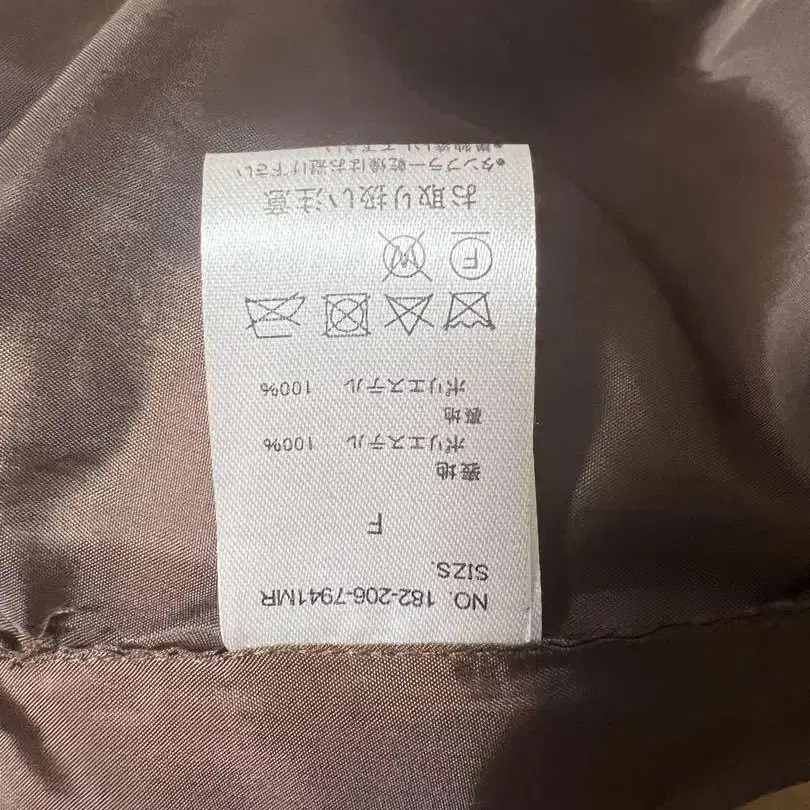 NO. 182-206-7941MR
SIZS.
F
表地
ポリエステル 100%
裏地
ポリエステル 100%
F W
お取り扱い注意
●タンブラー乾燥はお避け下さい